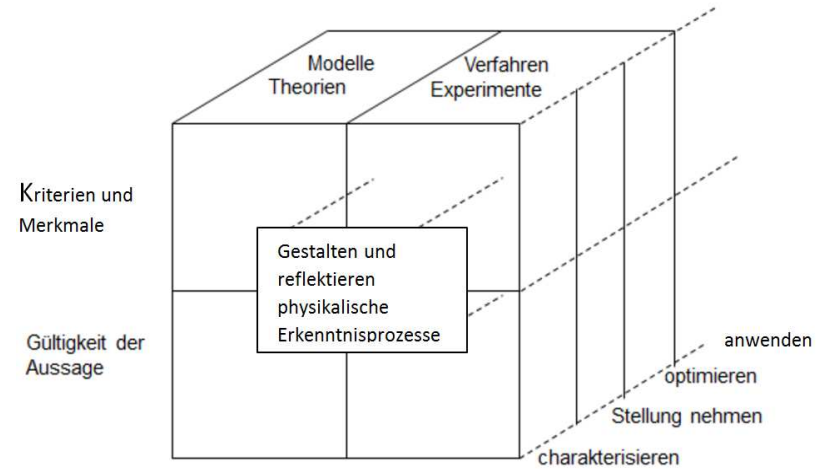 Modelle
Theorien
Verfahren
Experimente
Kriterien und
Merkmale
Gestalten und
reflektieren
physikalische
Erkenntnisprozesse
Gültigkeit der
Aussage
anwenden
optimieren
Stellung nehmen
charakterisieren